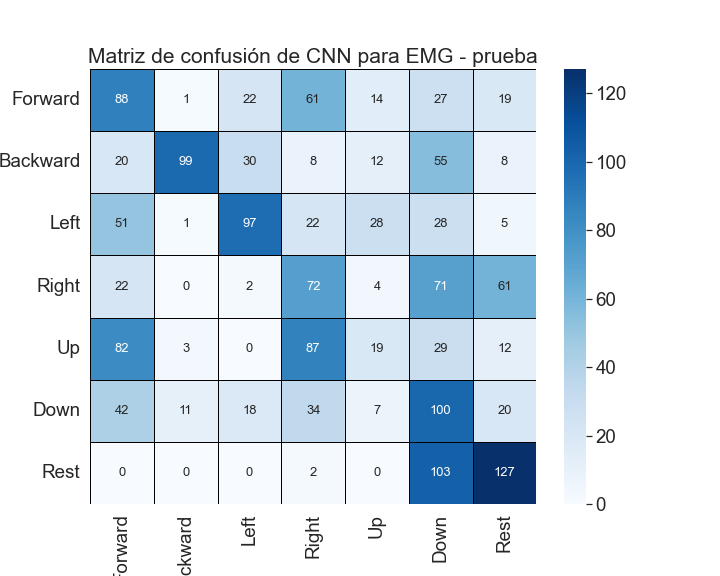 Matriz de confusión de CNN para EMG - prueba
Forward 88 1 22 61 14 27 19
Backward 20 99 30 8 12 55 8
Left 51 1 97 22 28 28 5
Right 22 0 2 72 4 71 61
Up 82 3 0 87 19 29 12
Down 42 11 18 34 7 100 20
Rest 0 0 0 2 0 103 127
Forward ckward Left Right Up Down Rest
120
100
80
60
40
20
0